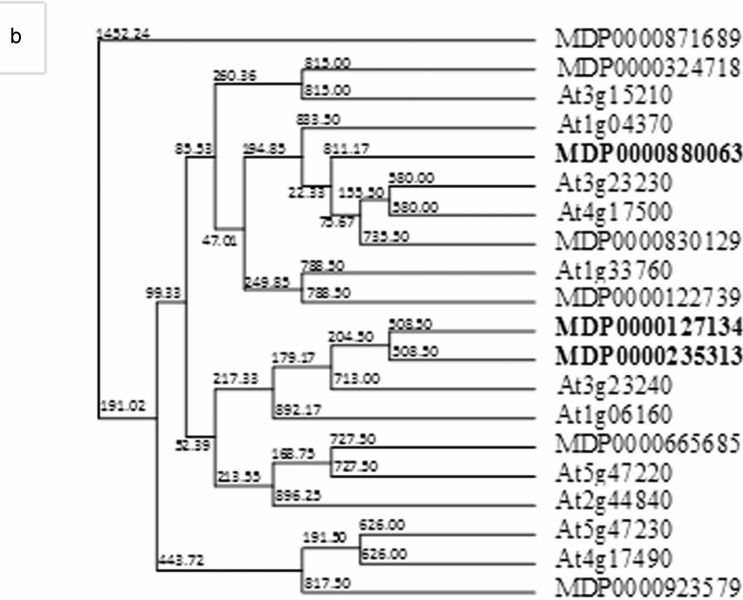 b
1452.24
MDP0000871689
815.00
MDP0000324718
260.36
815.00
At3g15210
883.50
At1g04370
85.53
194.85
811.17
MDP0000880063
580.00
At3g23230
22.33
155.50
580.00
At4g17500
75.67
735.50
MDP0000830129
47.01
788.50
At1g33760
249.85
788.50
MDP0000122739
99.33
508.50
MDP0000127134
204.50
508.50
MDP0000235313
179.17
713.00
At3g23240
217.33
892.17
At1g06160
191.02
727.50
MDP0000665685
52.39
168.75
727.50
At5g47220
213.55
896.25
At2g44840
626.00
At5g47230
191.50
626.00
At4g17490
443.72
817.50
MDP0000923579